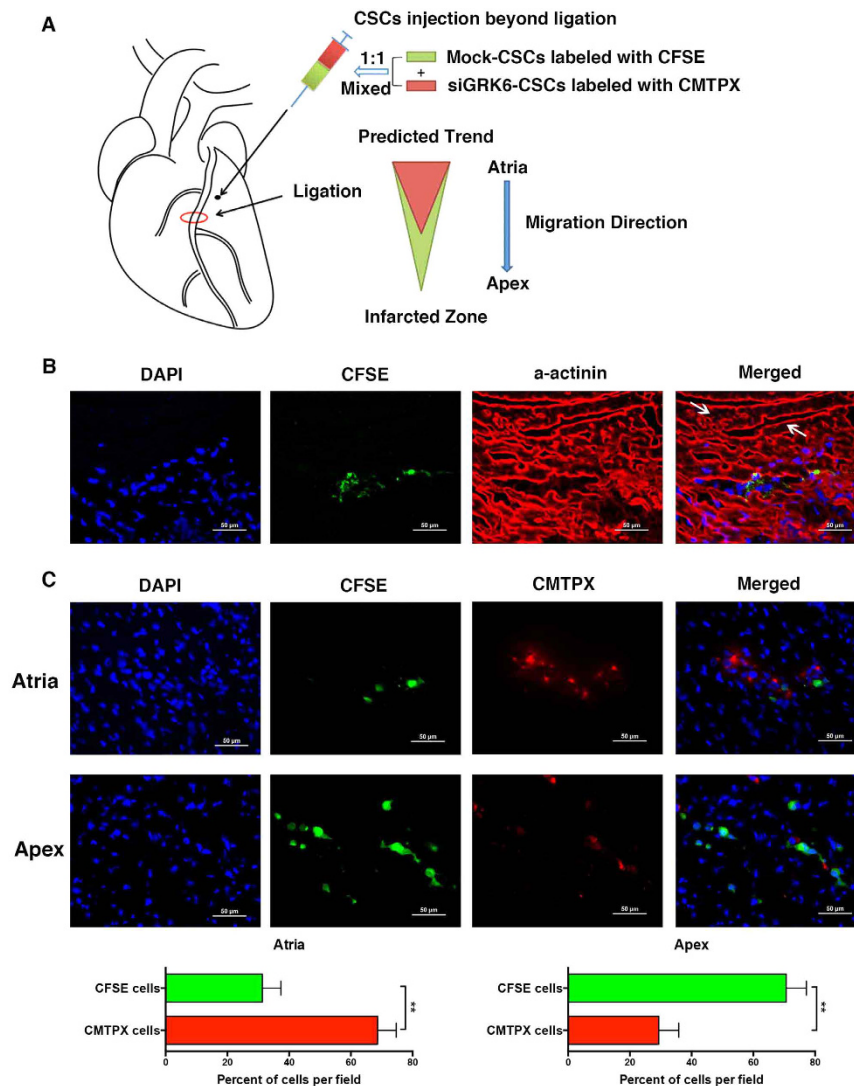 A
CSCs injection beyond ligation
1:1
Mixed
Mock-CSCs labeled with CFSE
+
siGRK6-CSCs labeled with CMTPX
Predicted Trend
Atria
Ligation
Migration Direction
Apex
Infarcted Zone
B
DAPI CFSE a-actinin Merged
50 µm 50 µm 50 µm 50 µm
C
DAPI CFSE CMTPX Merged
Atria
50 µm 50 µm 50 µm 50 µm
Apex
50 µm 50 µm 50 µm 50 µm
Atria
CFSE cells
CMTPX cells
**
0 20 40 60 80
Percent of cells per field
Apex
CFSE cells
CMTPX cells
**
0 20 40 60 80
Percent of cells per field